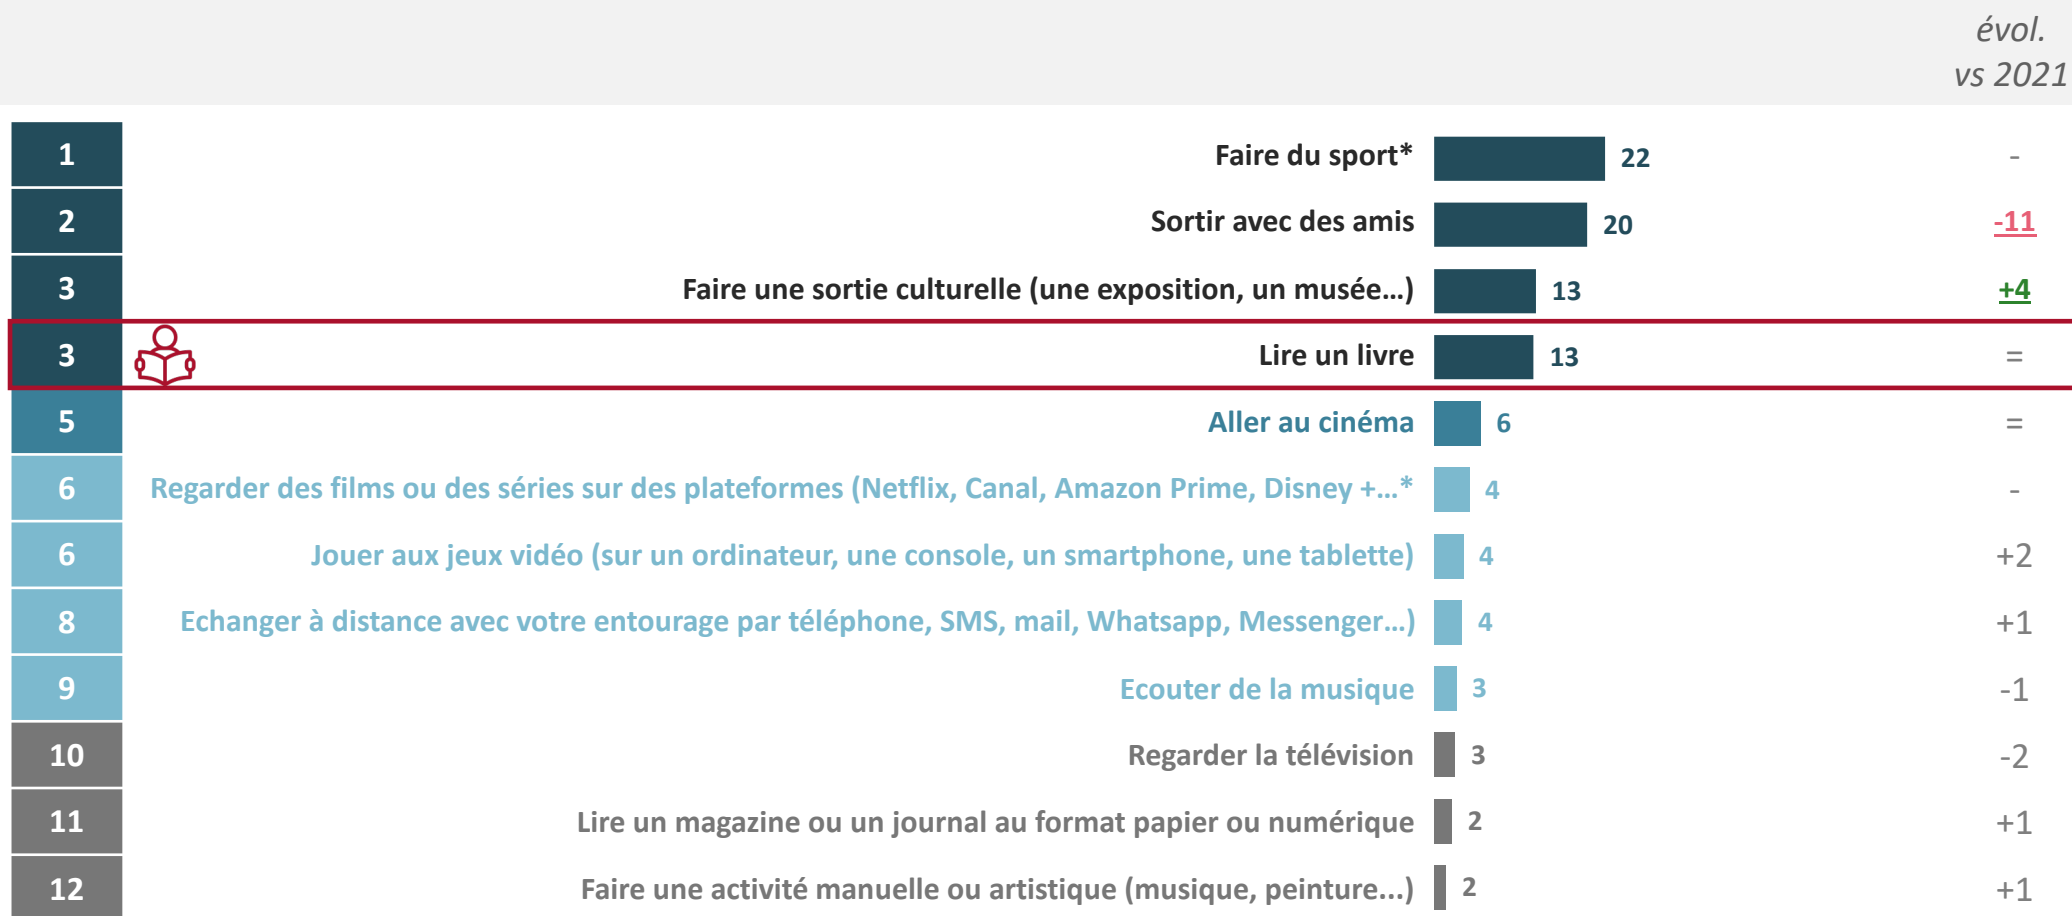 évol.
vs 2021
1 Faire du sport* 22 -
2 Sortir avec des amis 20 -11
3 Faire une sortie culturelle (une exposition, un musée…) 13 +4
3 Lire un livre 13 =
5 Aller au cinéma 6 =
6 Regarder des films ou des séries sur des plateformes (Netflix, Canal, Amazon Prime, Disney +…* 4 -
6 Jouer aux jeux vidéo (sur un ordinateur, une console, un smartphone, une tablette) 4 +2
8 Echanger à distance avec votre entourage par téléphone, SMS, mail, Whatsapp, Messenger…) 4 +1
9 Ecouter de la musique 3 -1
10 Regarder la télévision 3 -2
11 Lire un magazine ou un journal au format papier ou numérique 2 +1
12 Faire une activité manuelle ou artistique (musique, peinture...) 2 +1